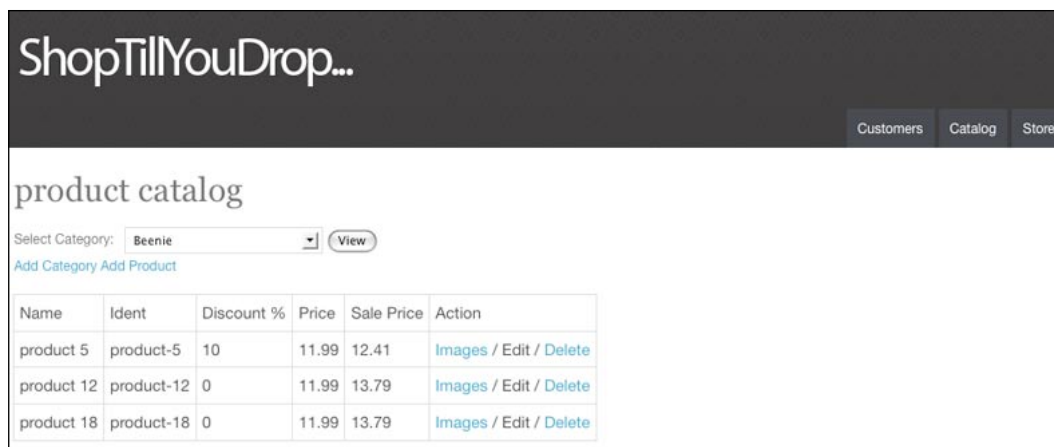 ShopTillYouDrop...
Customers Catalog Store
product catalog
Select Category: Beenie View
Add Category Add Product
Name Ident Discount % Price Sale Price Action
product 5 product-5 10 11.99 12.41 Images / Edit / Delete
product 12 product-12 0 11.99 13.79 Images / Edit / Delete
product 18 product-18 0 11.99 13.79 Images / Edit / Delete